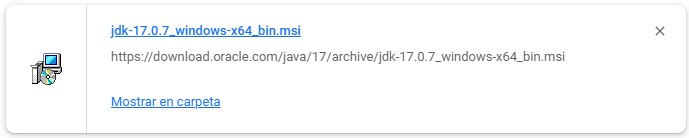 jdk-17.0.7_windows-x64_bin.msi
https://download.oracle.com/java/17/archive/jdk-17.0.7_windows-x64_bin.msi
Mostrar en carpeta